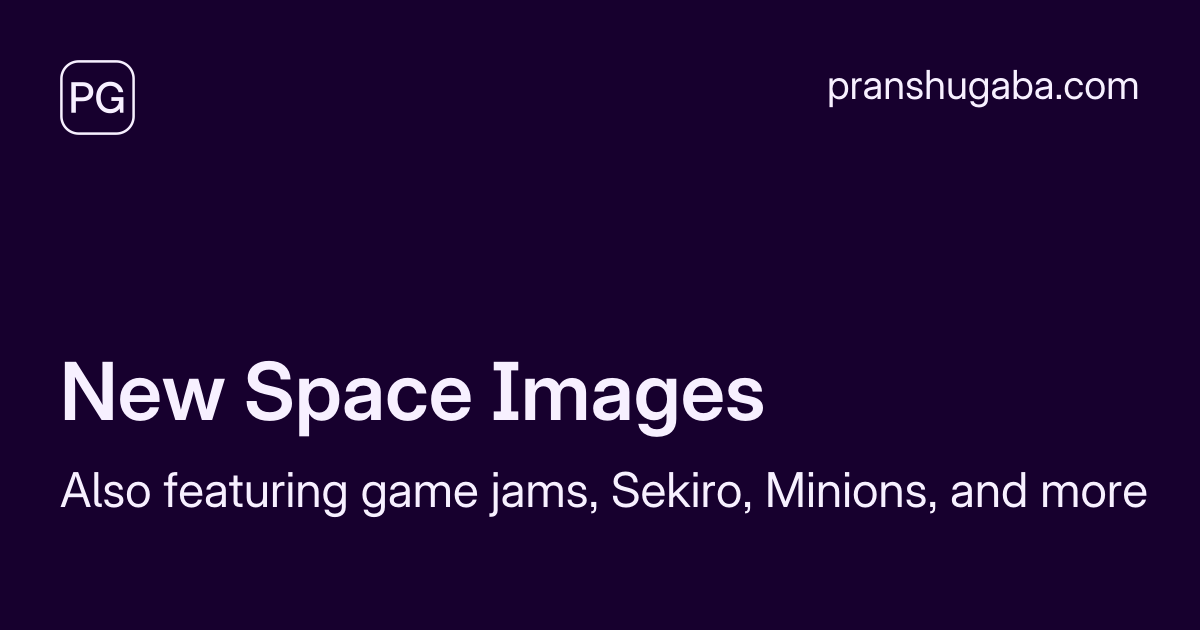 PG
pranshugaba.com
New Space Images
Also featuring game jams, Sekiro, Minions, and more